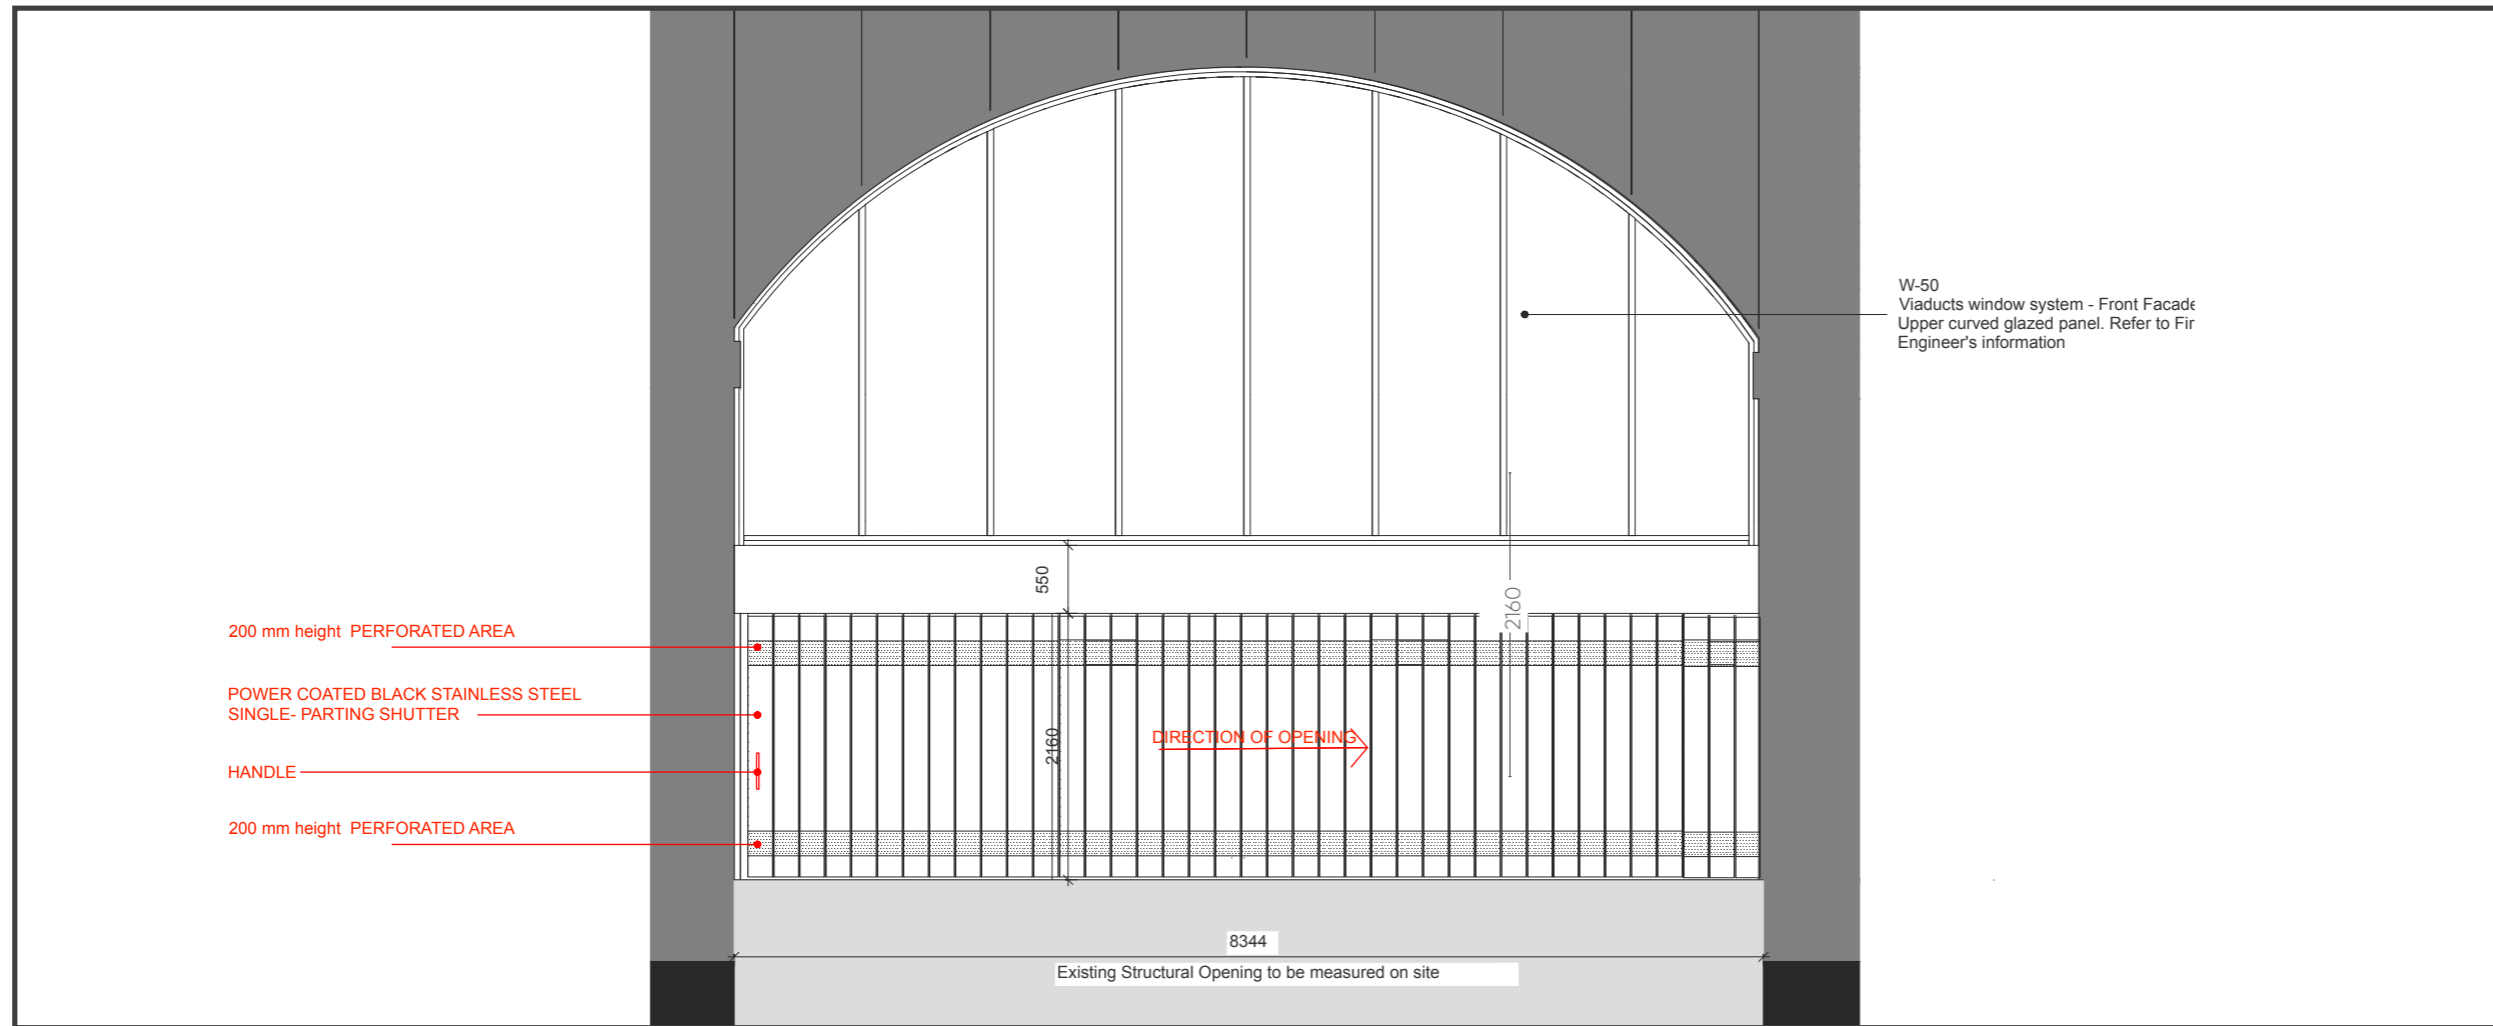 W-50
Viaducts window system - Front Facade
Upper curved glazed panel. Refer to
Engineer's information
550
2160
200 mm height PERFORATED AREA
POWER COATED BLACK STAINLESS STEEL
SINGLE- PARTING SHUTTER
2160
DIRECTION OF OPENING
HANDLE
200 mm height PERFORATED AREA
8344
Existing Structural Opening to be measured on site